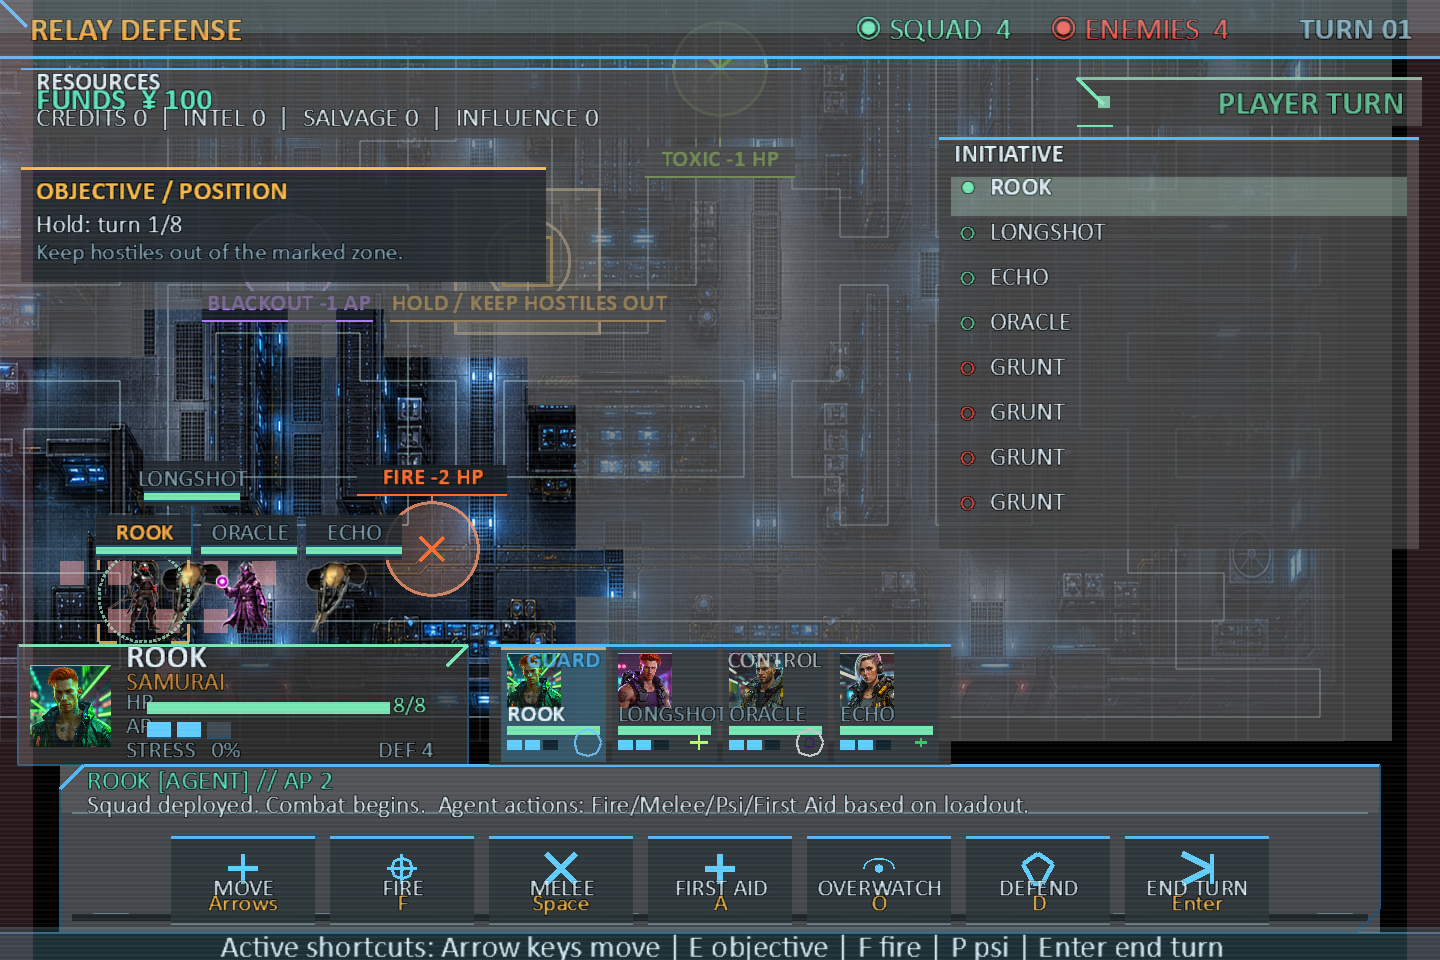 RELAY DEFENSE
SQUAD 4
ENEMIES 4
TURN 01
RESOURCES
FUNDS ¥ 100
CREDITS 0 | INTEL 0 | SALVAGE 0 | INFLUENCE 0
PLAYER TURN
INITIATIVE
ROOK
LONGSHOT
ECHO
ORACLE
GRUNT
GRUNT
GRUNT
GRUNT
TOXIC -1 HP
OBJECTIVE / POSITION
Hold: turn 1/8
Keep hostiles out of the marked zone.
BLACKOUT -1 AP
HOLD / KEEP HOSTILES OUT
LONGSHOT
FIRE -2 HP
ROOK
ORACLE
ECHO
ROOK
SAMURAI
HP
8/8
AP
STRESS 0%
DEF 4
GUARD
CONTROL
ROOK
LONGSHOT
ORACLE
ECHO
ROOK [AGENT] // AP 2
Squad deployed. Combat begins. Agent actions: Fire/Melee/Psi/First Aid based on loadout.
MOVE
Arrows
FIRE
F
MELEE
Space
FIRST AID
A
OVERWATCH
O
DEFEND
D
END TURN
Enter
Active shortcuts: Arrow keys move | E objective | F fire | P psi | Enter end turn